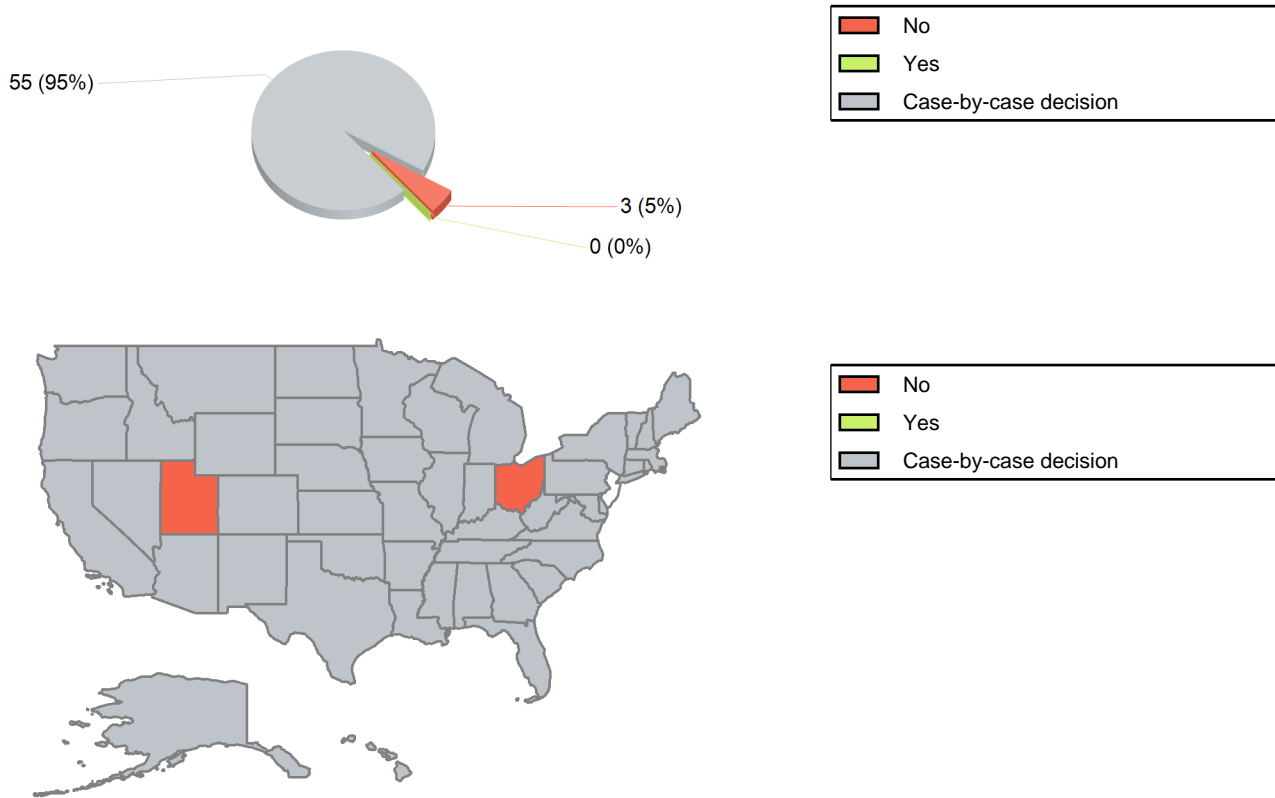 No
Yes
Case-by-case decision
55 (95%)
3 (5%)
0 (0%)
No
Yes
Case-by-case decision